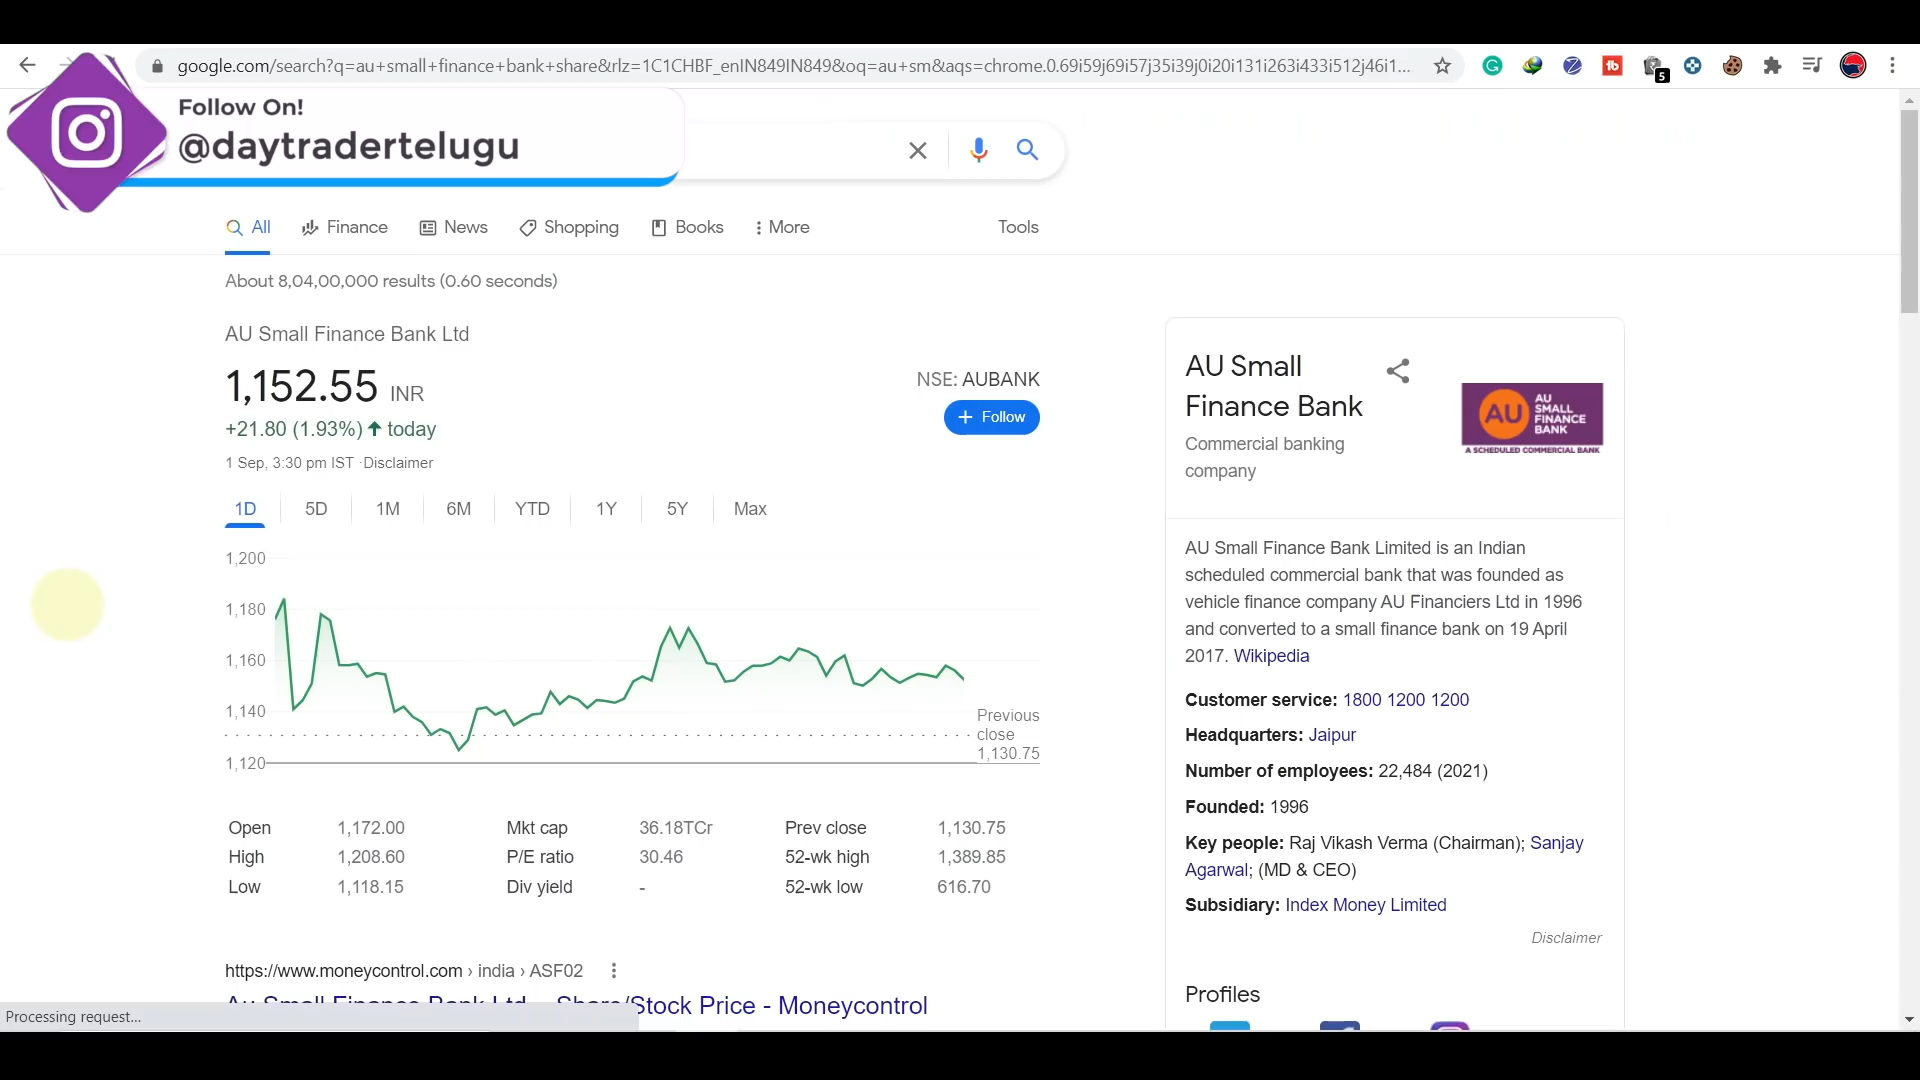 google.com/search?q=au+small+finance+bank+share&rlz=1C1CHBF_enIN849IN849&oq=au+sm&aqs=chrome.0.69i59j69i57j35i39j0i20i131i263i433i512j46i1...
5
Follow On!
@daytradertelugu
All
Finance
News
Shopping
Books
More
Tools
About 8,04,00,000 results (0.60 seconds)
AU Small Finance Bank Ltd
1,152.55 INR
NSE: AUBANK
+ Follow
+21.80 (1.93%) today
1 Sep, 3:30 pm IST · Disclaimer
1D 5D 1M 6M YTD 1Y 5Y Max
1,200
1,180
1,160
1,140
1,120
Previous
close
1,130.75
Open 1,172.00 Mkt cap 36.18TCr Prev close 1,130.75
High 1,208.60 P/E ratio 30.46 52-wk high 1,389.85
Low 1,118.15 Div yield - 52-wk low 616.70
https://www.moneycontrol.com › india › ASF02
Au Small Finance Bank Ltd Share/Stock Price - Moneycontrol
Processing request...
AU Small
Finance Bank
Commercial banking
company
AU
AU
SMALL
FINANCE
BANK
A SCHEDULED COMMERCIAL BANK
AU Small Finance Bank Limited is an Indian
scheduled commercial bank that was founded as
vehicle finance company AU Financiers Ltd in 1996
and converted to a small finance bank on 19 April
2017. Wikipedia
Customer service: 1800 1200 1200
Headquarters: Jaipur
Number of employees: 22,484 (2021)
Founded: 1996
Key people: Raj Vikash Verma (Chairman); Sanjay
Agarwal; (MD & CEO)
Subsidiary: Index Money Limited
Disclaimer
Profiles